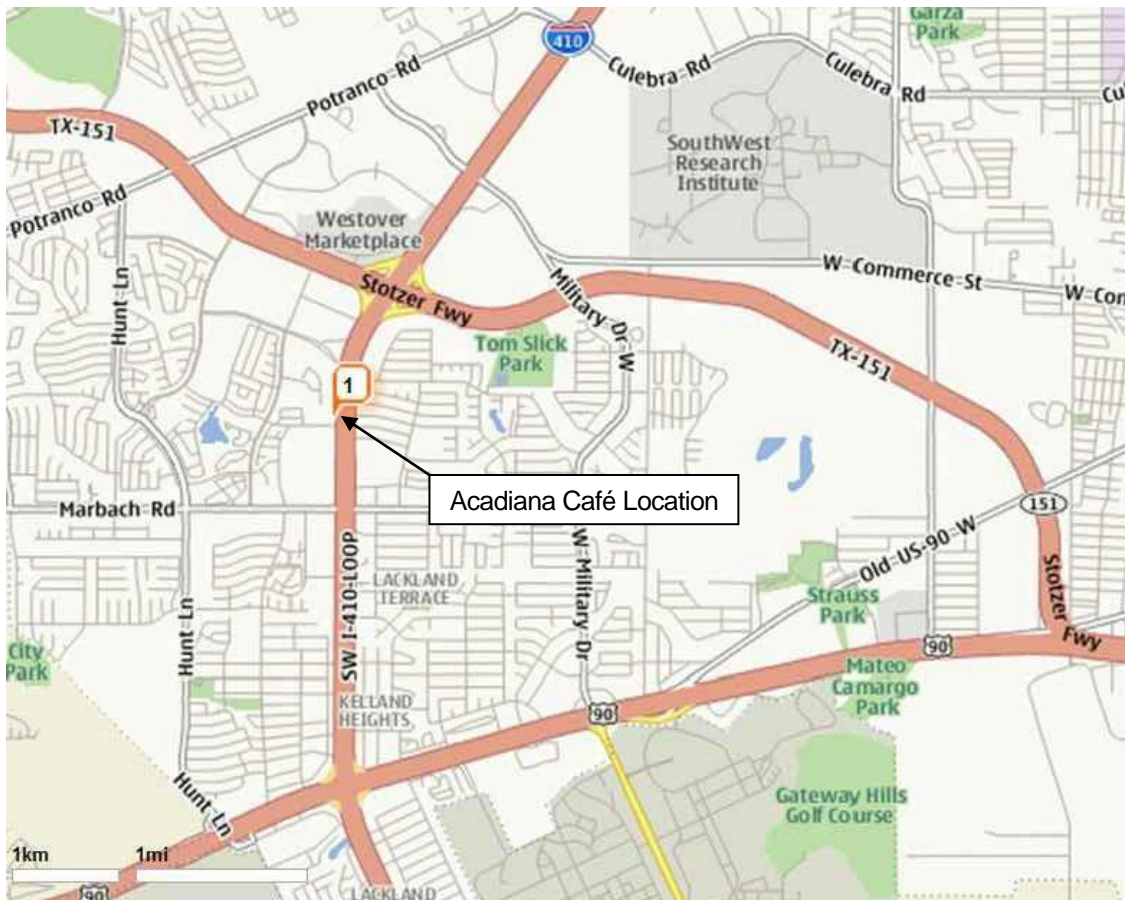 Garza
Park
410
Culebra Rd
Culebra Rd
Potranco Rd
TX-151
SouthWest
Research
Institute
Potranco Rd
Westover
Marketplace
W Commerce St
Stotzer Fwy
Military Dr W
Hunt Ln
Tom Slick
Park
TX-151
1
Acadiana Café Location
Marbach Rd
151
Old-US-90-W
SW I-410-LOOP
LACKLAND
TERRACE
W Military Dr
Strauss
Park
Stotzer Fwy
Hunt Ln
City
Park
90
Mateo
Camargo
Park
KELLAND
HEIGHTS
90
Hunt Ln
Gateway Hills
Golf Course
1km
1mi
90
LACKLAND